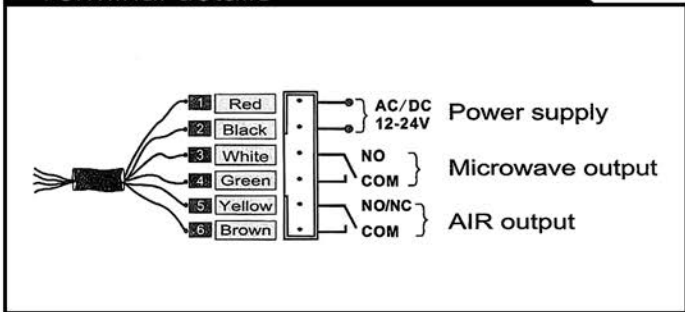 1 Red
2 Black
3 White
4 Green
5 Yellow
6 Brown
AC/DC
12-24V
Power supply
NO
COM
Microwave output
NO/NC
COM
AIR output